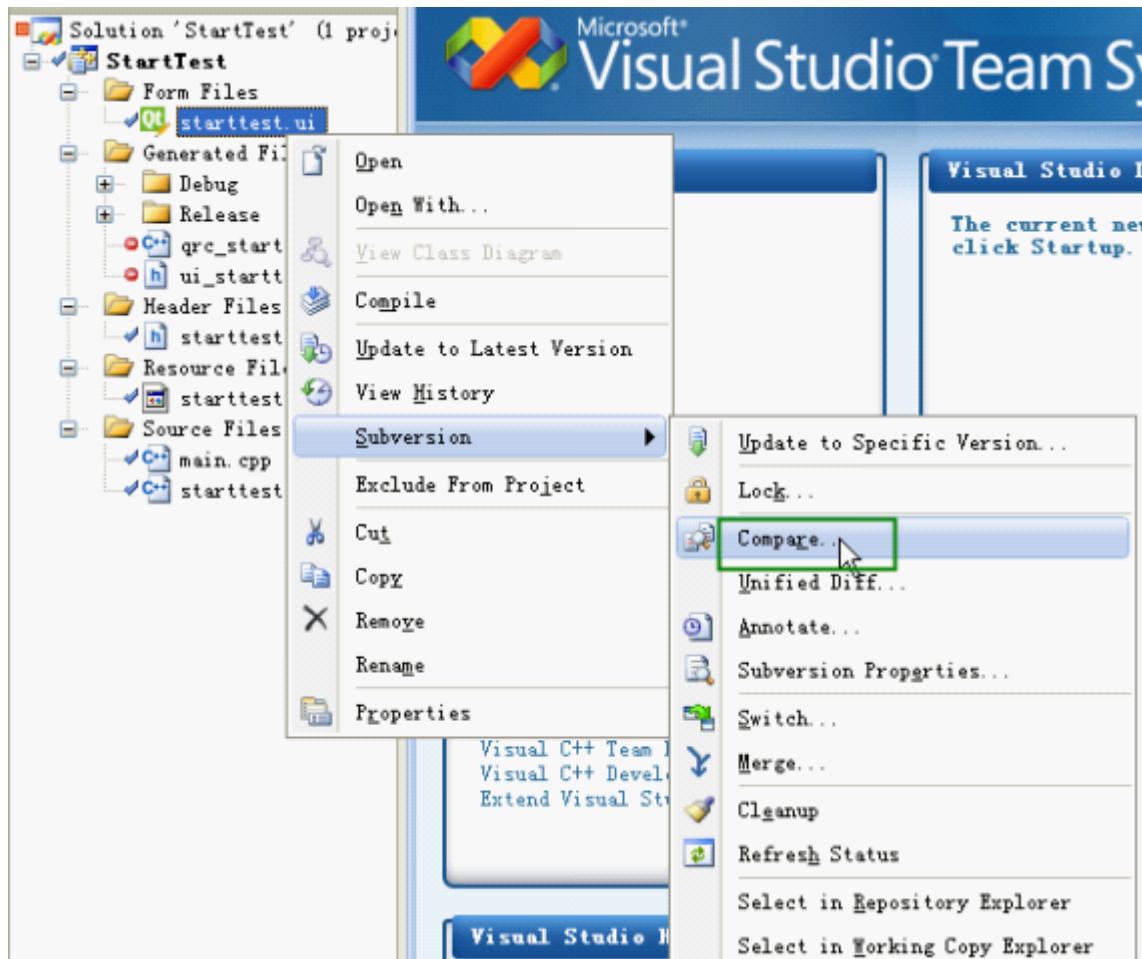 Solution 'StartTest' (1 proj
StartTest
Form Files
starttest.ui
Generated Fil
Debug
Release
qrc_start
ui_startt
Header Files
starttest
Resource Fil
starttest
Source Files
main.cpp
starttest
Microsoft
Visual Studio Team Sy
Visual Studio
The current ne
click Startup.
Open
Open With...
View Class Diagram
Compile
Update to Latest Version
View History
Subversion
Exclude From Project
Cut
Copy
Remove
Rename
Properties
Update to Specific Version...
Lock...
Compare...
Unified Diff...
Annotate...
Subversion Properties...
Switch...
Merge...
Cleanup
Refresh Status
Select in Repository Explorer
Select in Working Copy Explorer
Visual C++ Team
Visual C++ Devel
Extend Visual St
Visual Studio H